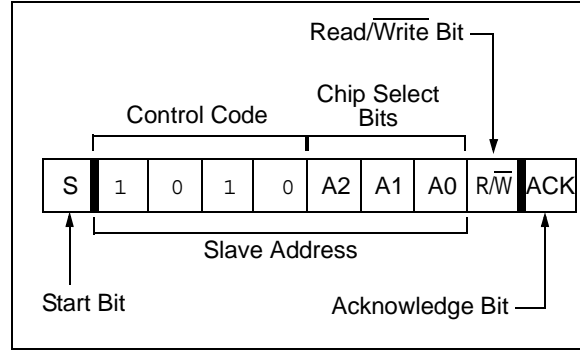 Read/Write Bit
Chip Select
Control Code Bits
S 1 0 1 0 A2 A1 A0 R/W ACK
Slave Address
Start Bit
Acknowledge Bit